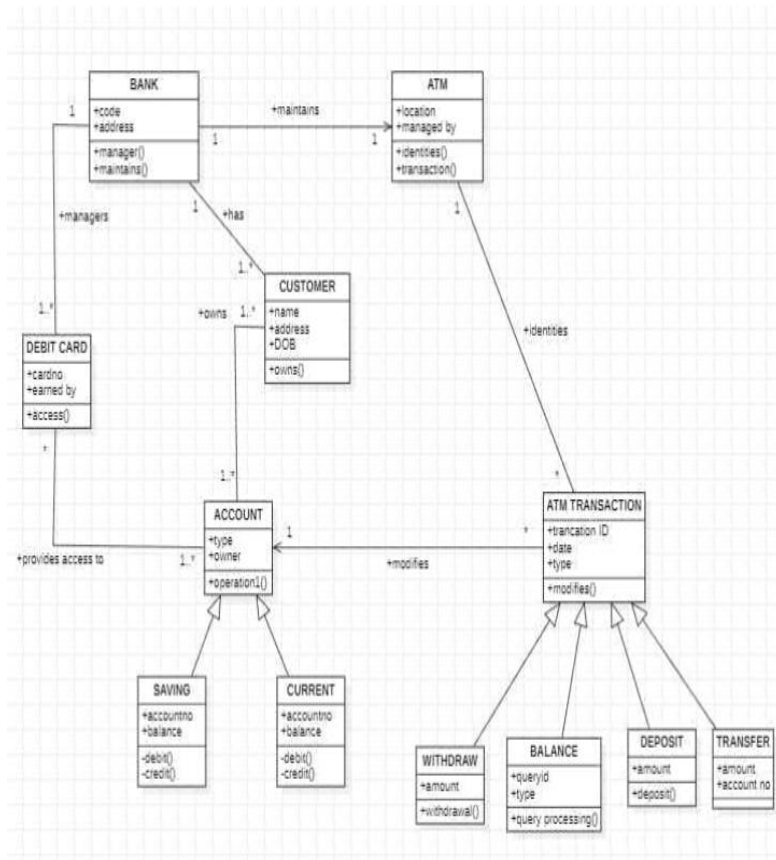 BANK
+code
+address
+manager()
+maintains()
1
1
+maintains
1
ATM
+location
+managed by
+identities()
+transaction()
+managers
1..*
1
+has
1..*
CUSTOMER
+name
+address
+DOB
+owns()
+owns
1..*
1
+identities
*
DEBIT CARD
+cardno
+earned by
+access()
*
+provides access to
1..*
1..*
ACCOUNT
+type
+owner
+operation1()
1
+modifies
*
ATM TRANSACTION
+trancation ID
+date
+type
+modifies()
SAVING
+accountno
+balance
-debit()
-credit()
CURRENT
+accountno
+balance
-debit()
-credit()
WITHDRAW
+amount
+withdrawal()
BALANCE
+queryid
+type
+query processing()
DEPOSIT
+amount
+deposit()
TRANSFER
+amount
+account no